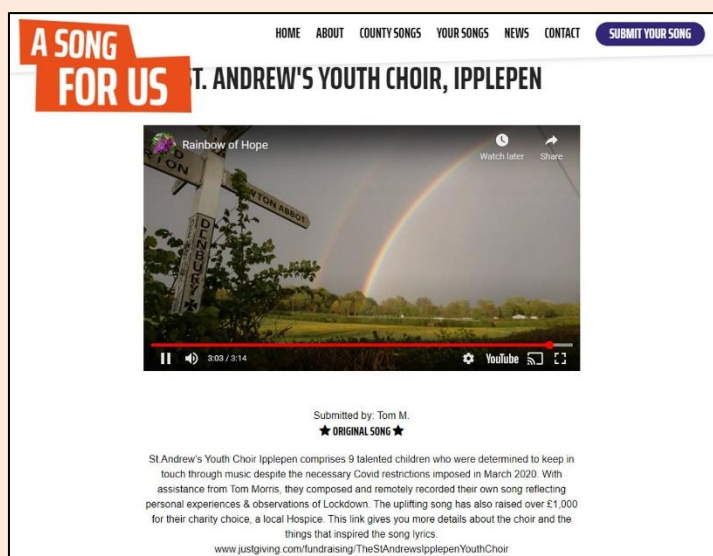 A SONG
FOR US
HOME ABOUT COUNTY SONGS YOUR SONGS NEWS CONTACT SUBMIT YOUR SONG
ST. ANDREW'S YOUTH CHOIR, IPPLEPEN
Rainbow of Hope
Watch later Share
TON
NEWTON ABBOT
DENBURY
3:03 / 3:14
YouTube
Submitted by: Tom M.
★ ORIGINAL SONG ★
St.Andrew's Youth Choir Ipplepen comprises 9 talented children who were determined to keep in
touch through music despite the necessary Covid restrictions imposed in March 2020. With
assistance from Tom Morris, they composed and remotely recorded their own song reflecting
personal experiences & observations of Lockdown. The uplifting song has also raised over £1,000
for their charity choice, a local Hospice. This link gives you more details about the choir and the
things that inspired the song lyrics.
www.justgiving.com/fundraising/TheStAndrewsIpplepenYouthChoir